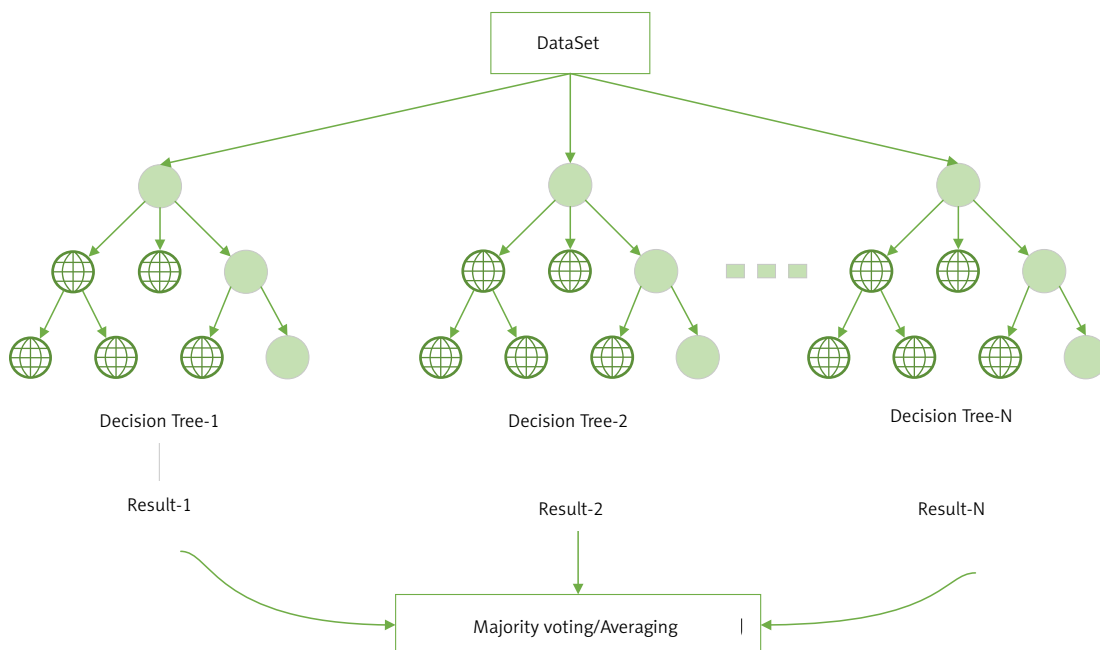 DataSet
Decision Tree-1
Decision Tree-2
Decision Tree-N
Result-1
Result-2
Result-N
Majority voting/Averaging